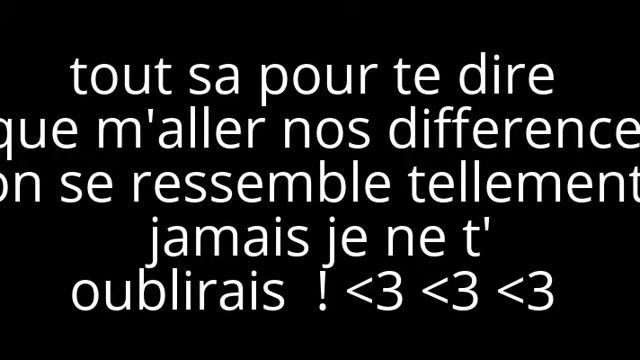 tout sa pour te dire
que m'aller nos difference
on se ressemble tellement
jamais je ne t'
oublirais  ! <3 <3 <3